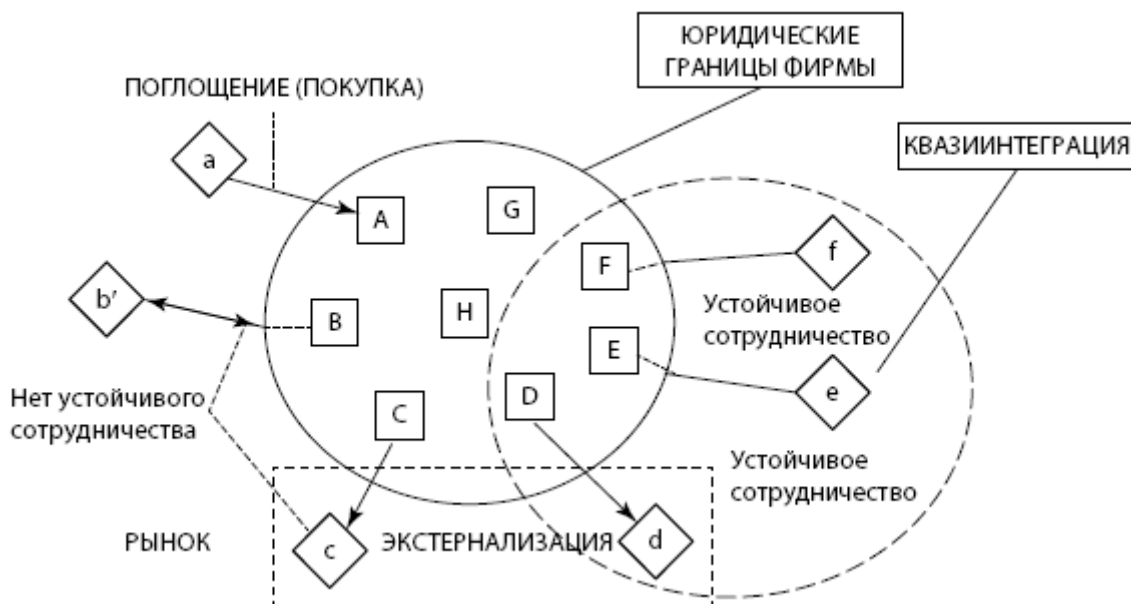 ЮРИДИЧЕСКИЕ
ГРАНИЦЫ ФИРМЫ
ПОГЛОЩЕНИЕ (ПОКУПКА)
КВАЗИИНТЕГРАЦИЯ
a
A
G
F
f
b′
B
H
Устойчивое
сотрудничество
E
e
Нет устойчивого
сотрудничества
C
D
Устойчивое
сотрудничество
РЫНОК
c
ЭКСТЕРНАЛИЗАЦИЯ
d